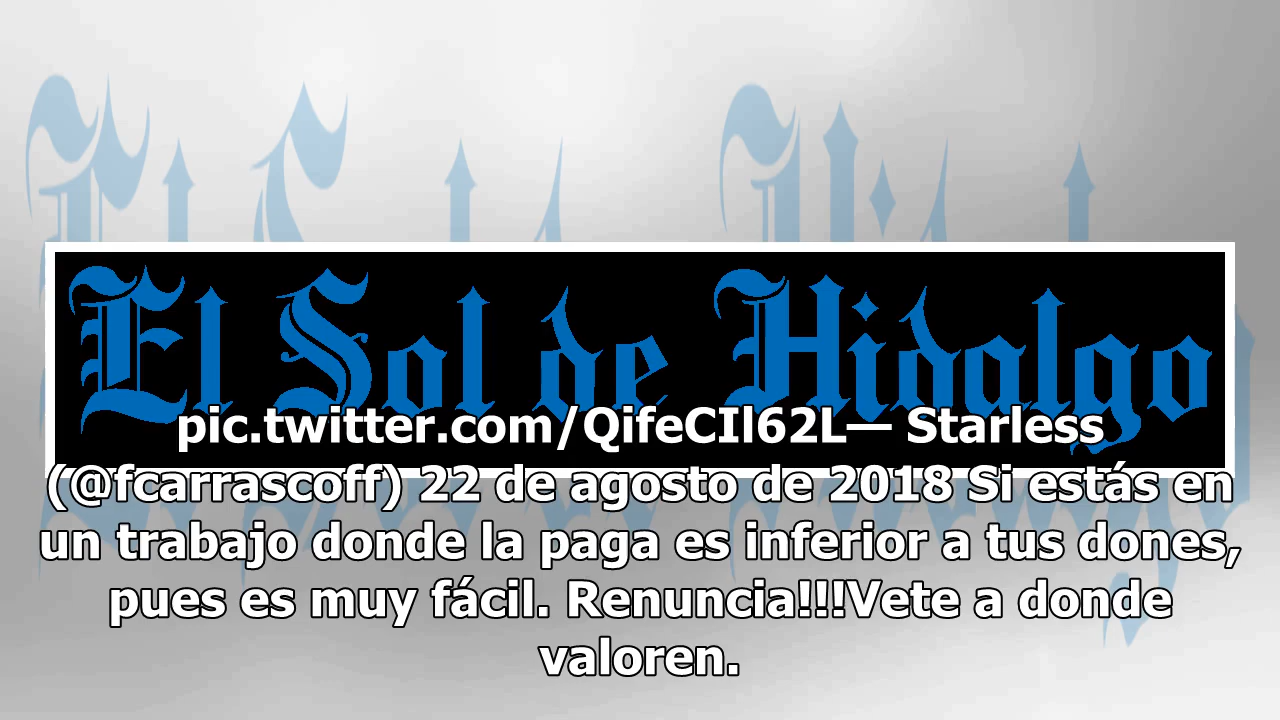 El Sol de Hidalgo
pic.twitter.com/QifeCIl62L— Starless
(@fcarrascoff) 22 de agosto de 2018 Si estás en
un trabajo donde la paga es inferior a tus dones,
pues es muy fácil. Renuncia!!!Vete a donde
valoren.